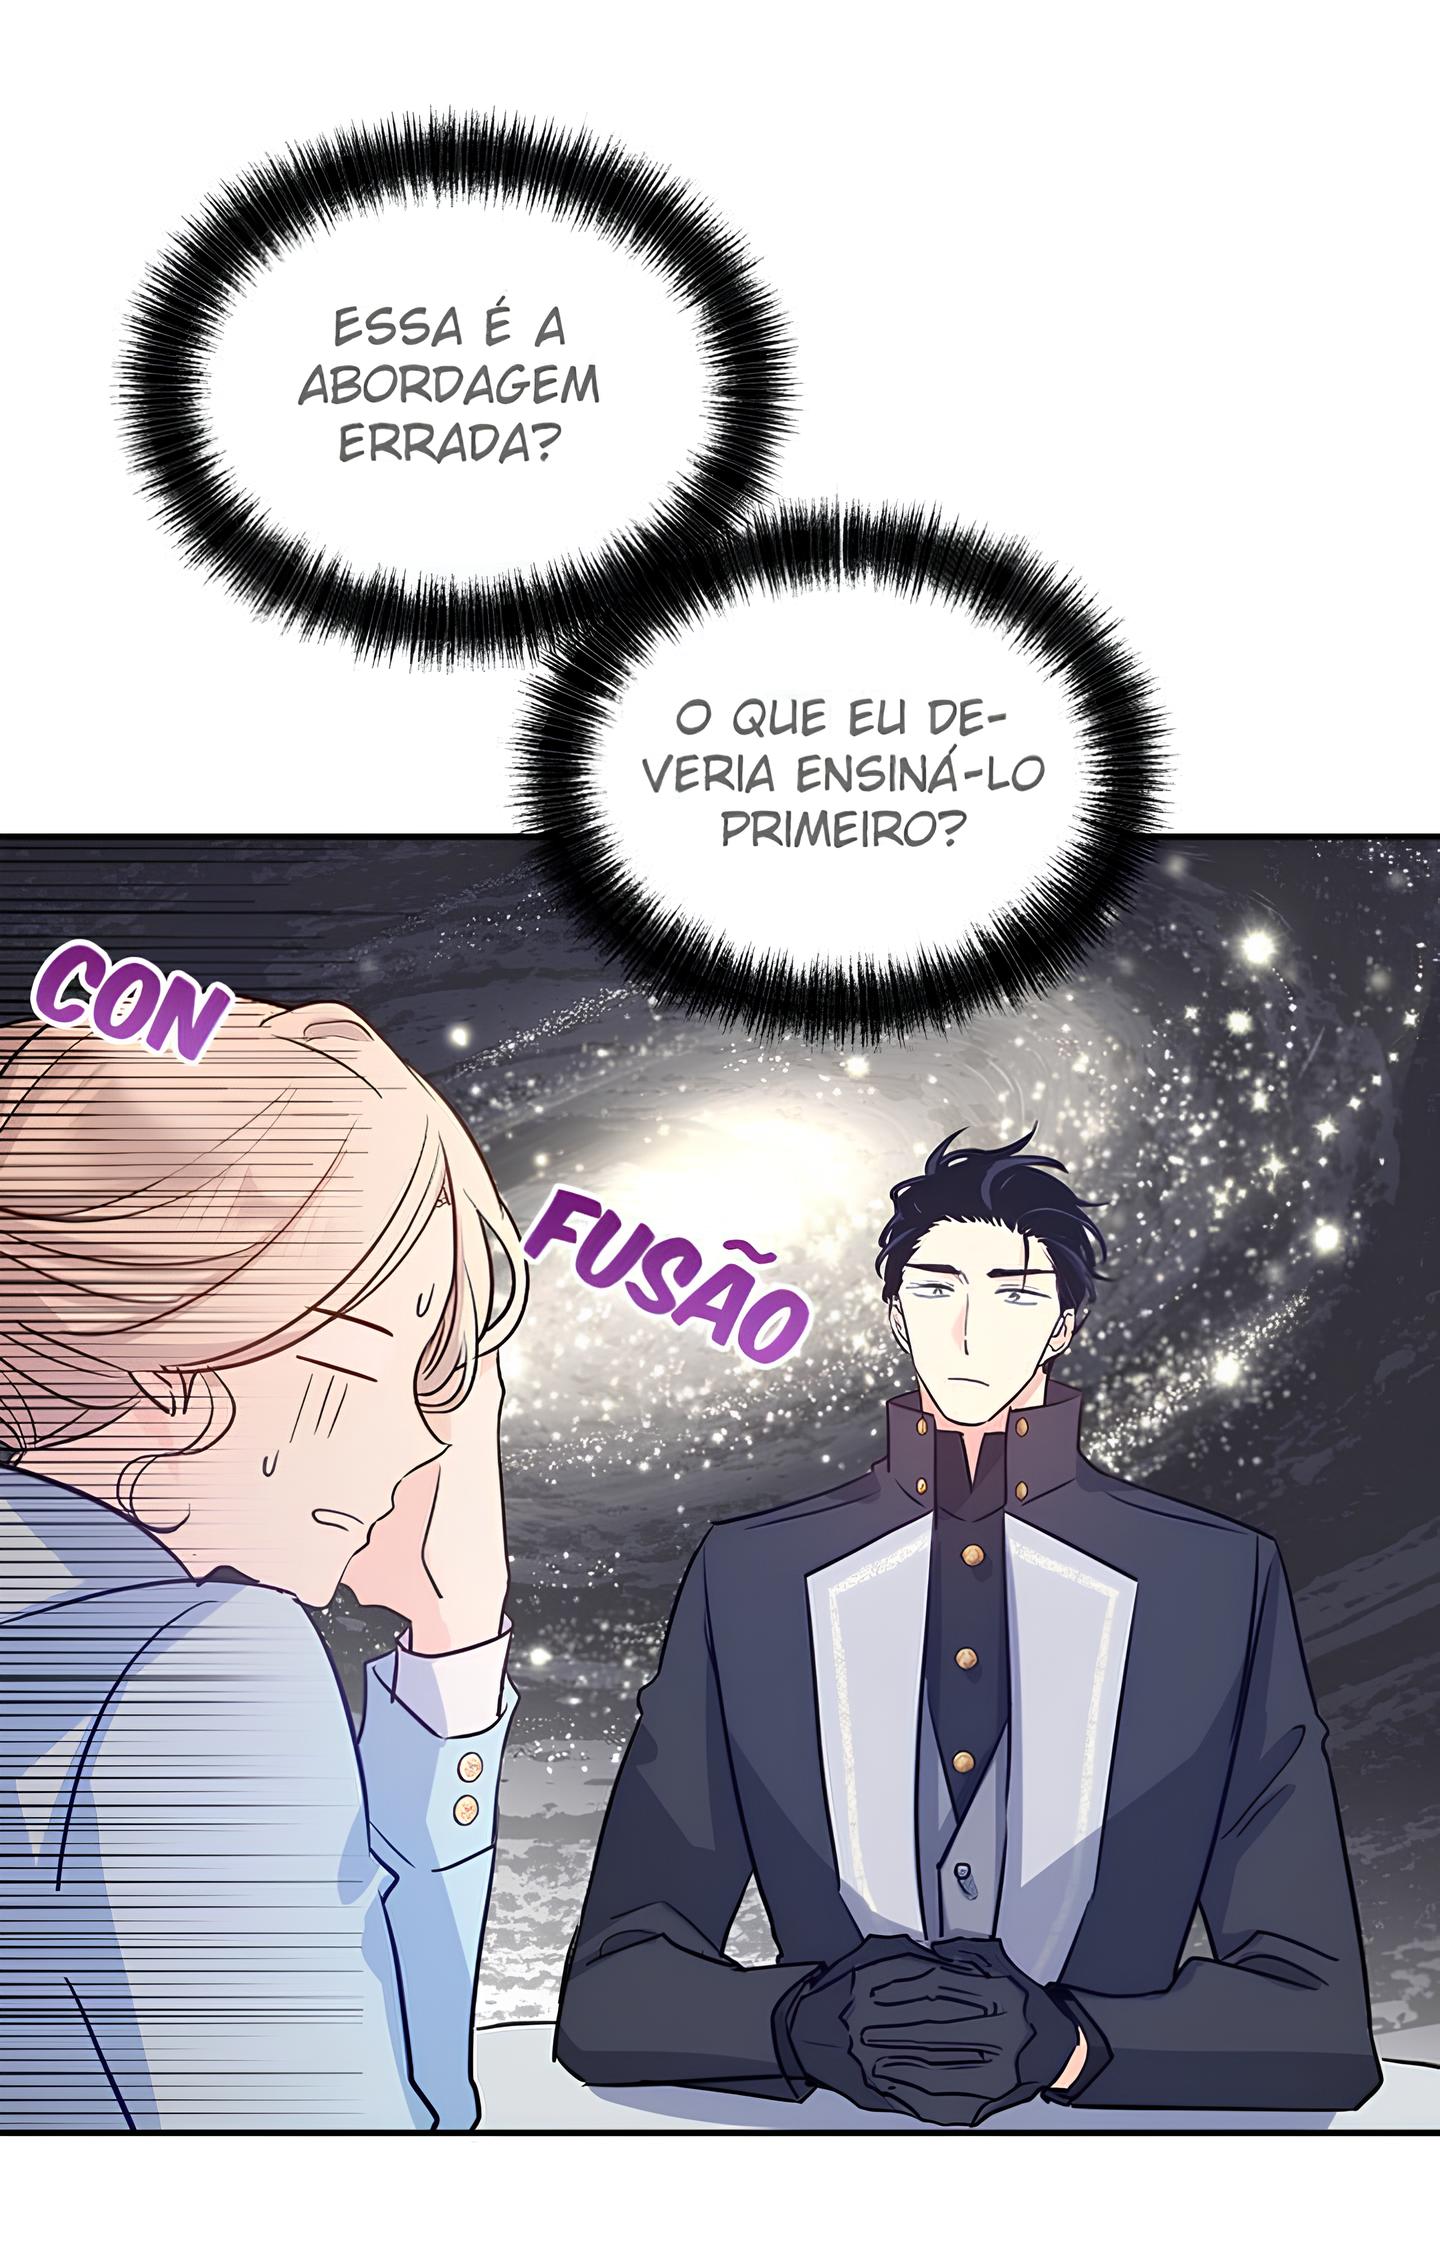 ESSA É A
ABORDAGEM
ERRADA?
O QUE EU DE-
VERIA ENSINÁ-LO
PRIMEIRO?
CON
FUSÃO